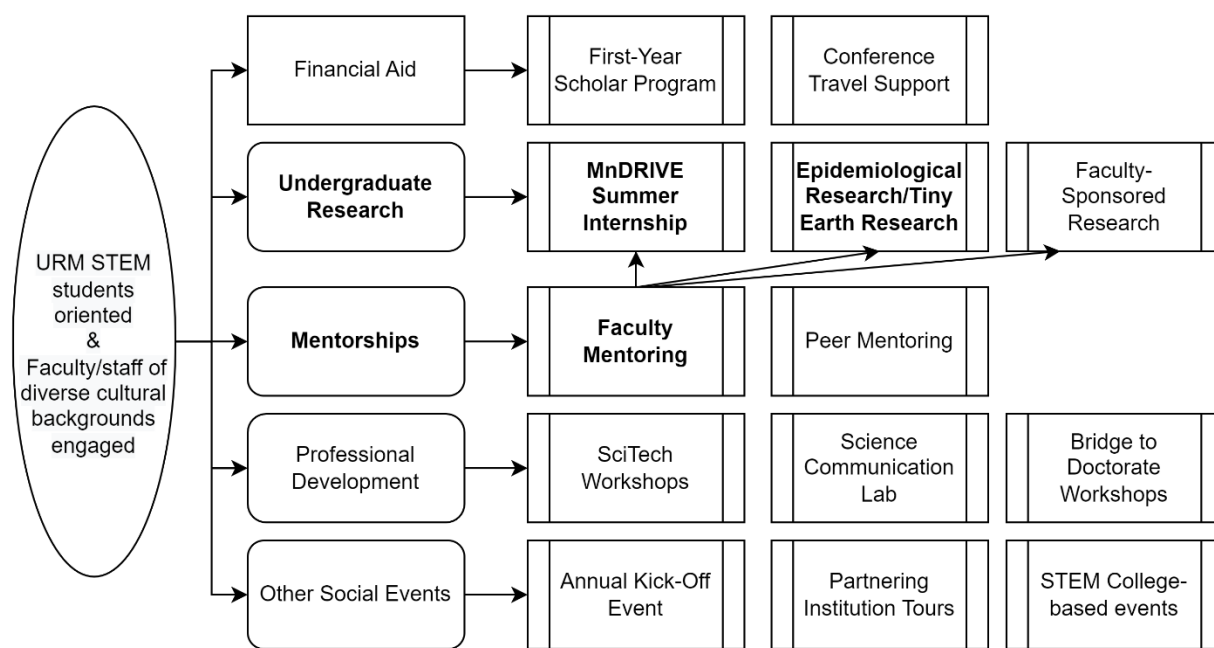 URM STEM
students
oriented
&
Faculty/staff of
diverse cultural
backgrounds
engaged
Financial Aid
First-Year
Scholar Program
Conference
Travel Support
Undergraduate
Research
MnDRIVE
Summer
Internship
Epidemiological
Research/Tiny
Earth Research
Faculty-
Sponsored
Research
Mentorships
Faculty
Mentoring
Peer Mentoring
Professional
Development
SciTech
Workshops
Science
Communication
Lab
Bridge to
Doctorate
Workshops
Other Social Events
Annual Kick-Off
Event
Partnering
Institution Tours
STEM College-
based events